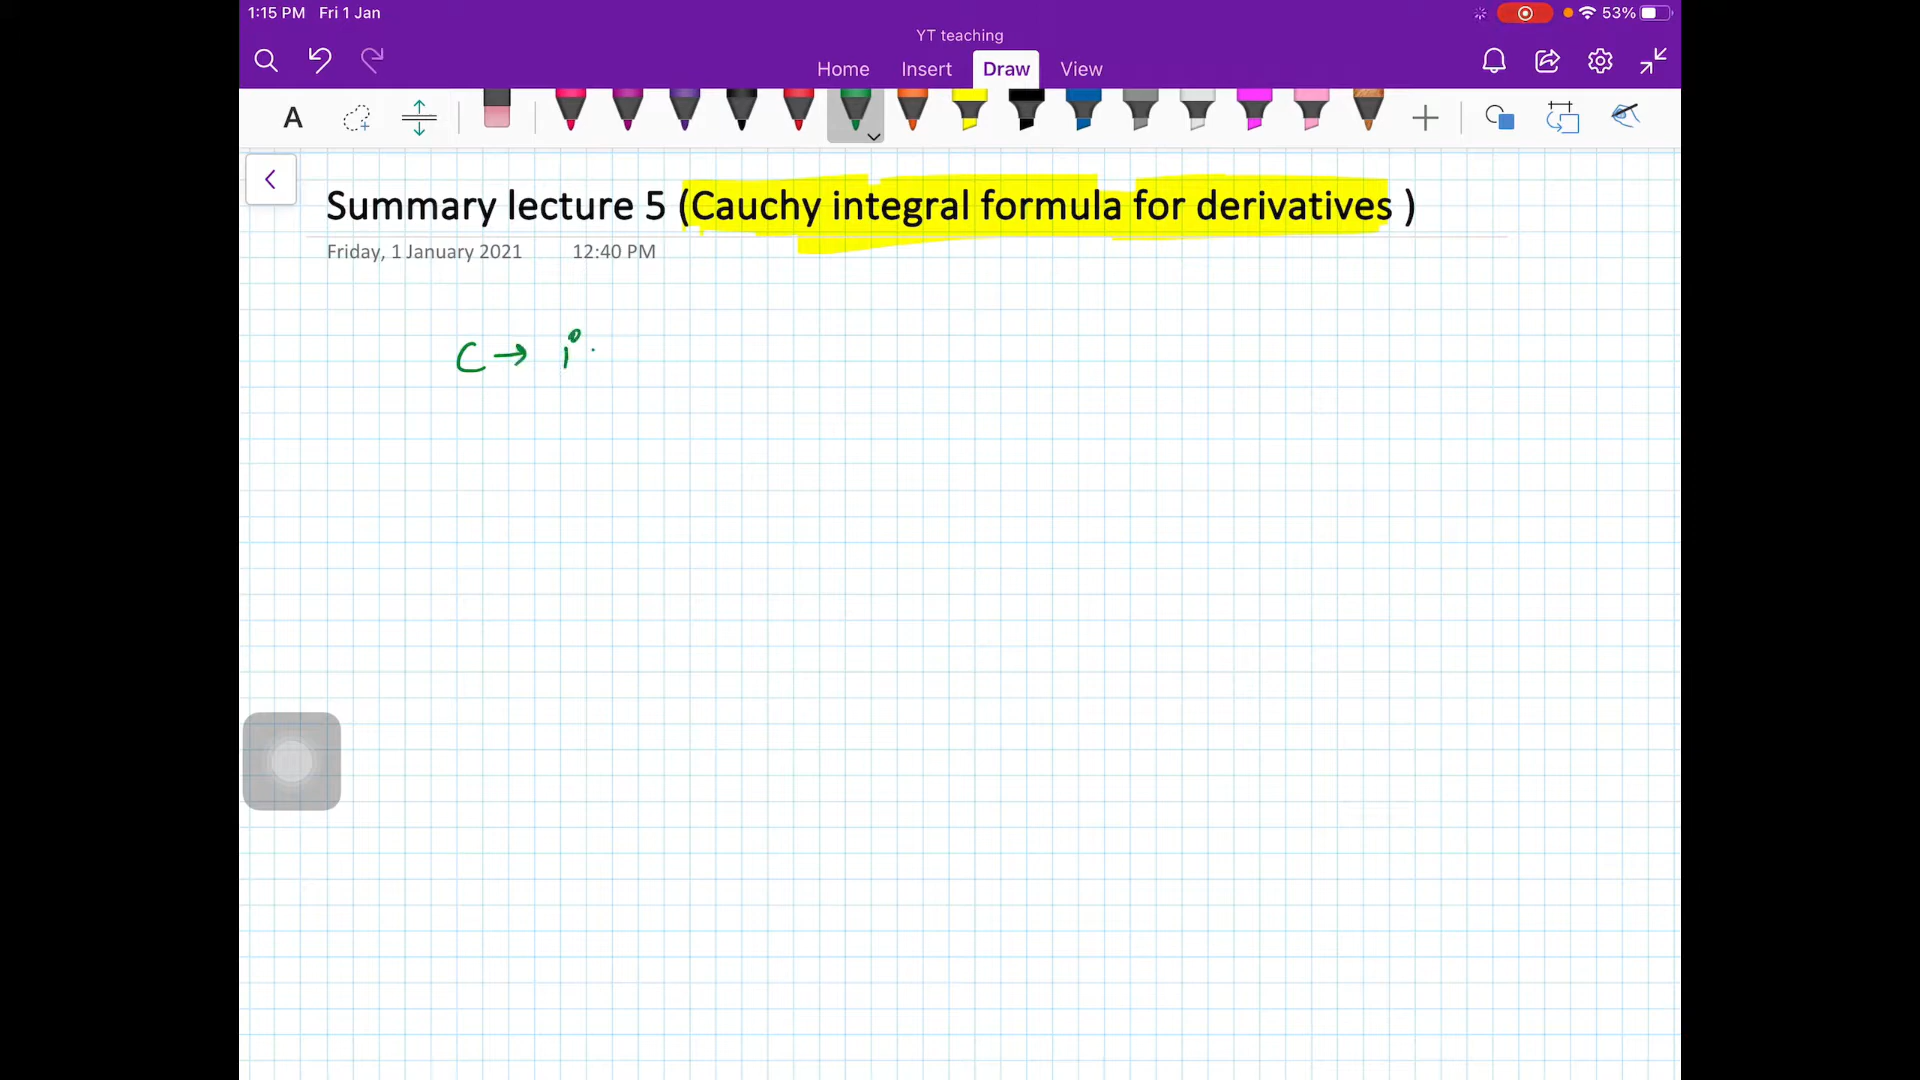 1:15 PM Fri 1 Jan 53%
YT teaching
Home Insert Draw View
A
Summary lecture 5 (Cauchy integral formula for derivatives )
Friday, 1 January 2021 12:40 PM
C → i